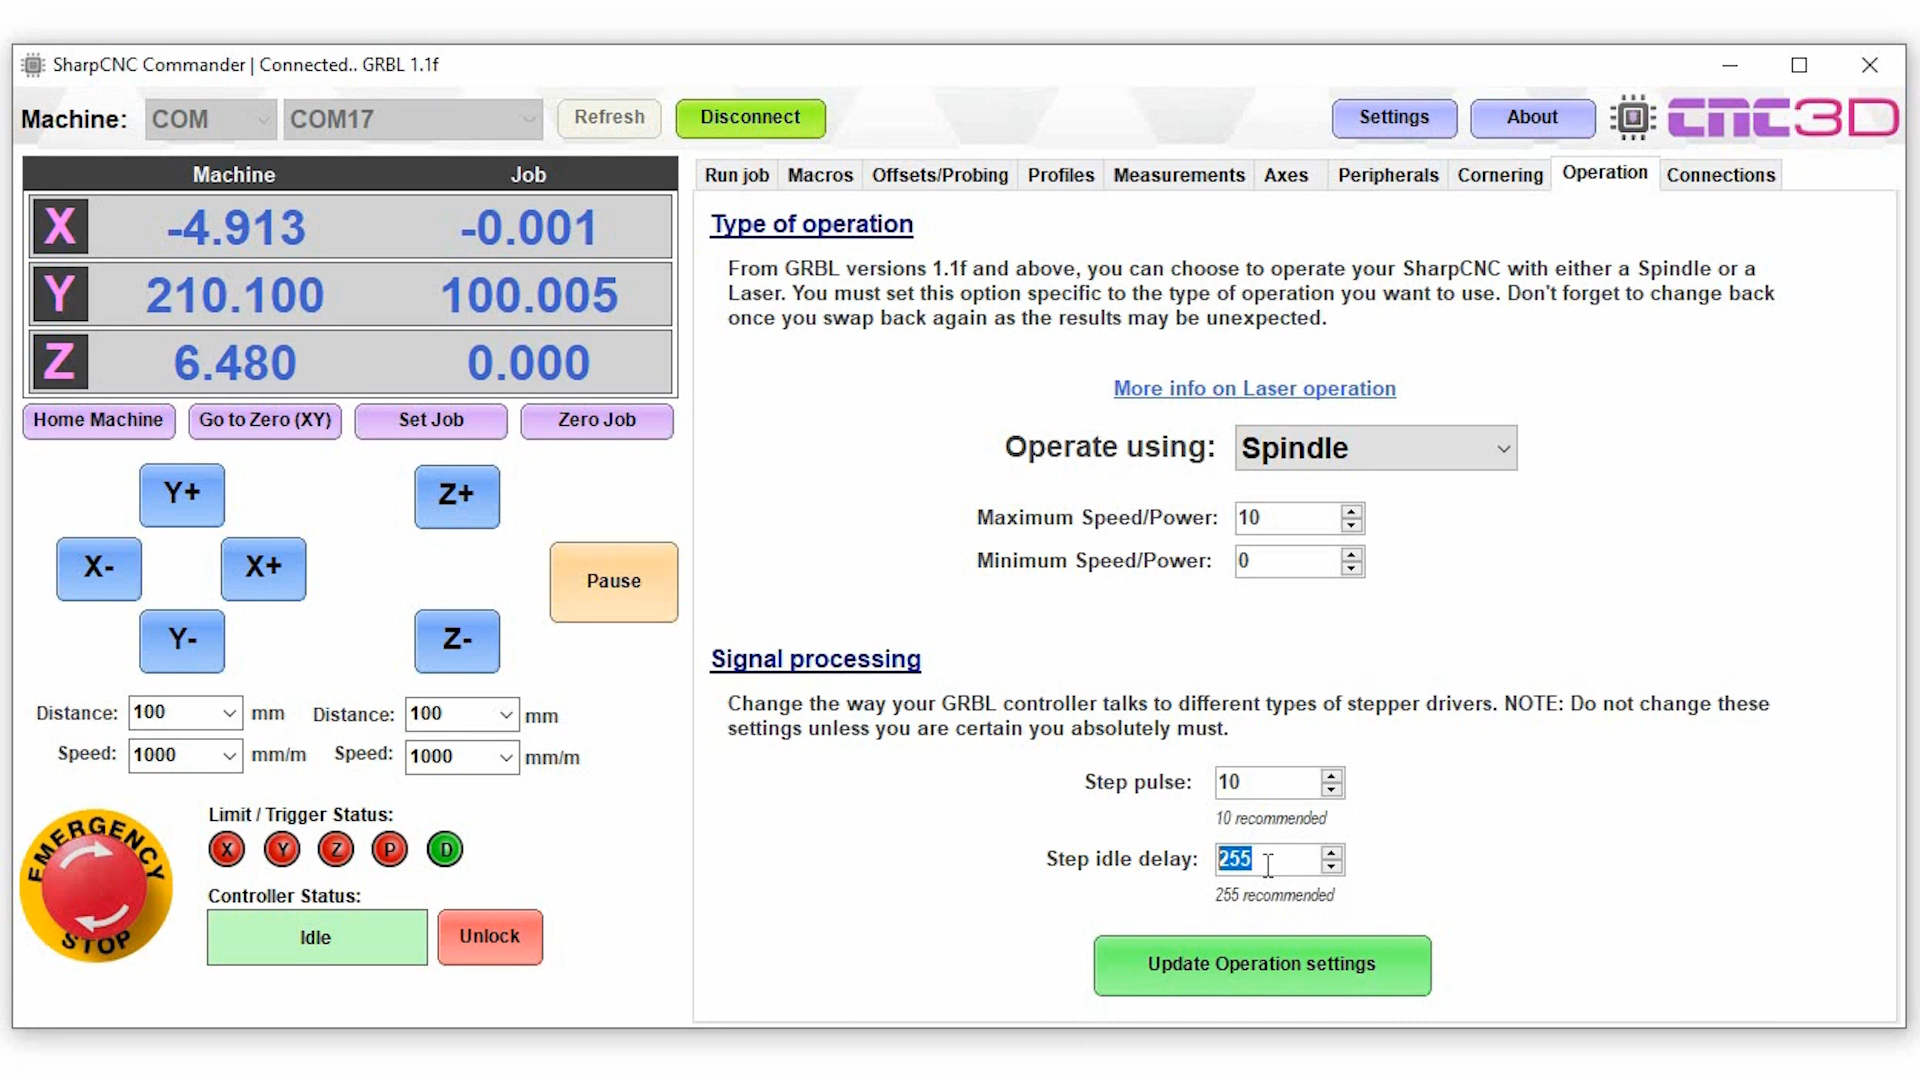 SharpCNC Commander | Connected.. GRBL 1.1f
Machine: COM COM17 Refresh Disconnect Settings About CNC3D
Machine Job
X -4.913 -0.001
Y 210.100 100.005
Z 6.480 0.000
Home Machine Go to Zero (XY) Set Job Zero Job
Y+ Z+
X- X+ Pause
Y- Z-
Distance: 100 mm Distance: 100 mm
Speed: 1000 mm/m Speed: 1000 mm/m
EMERGENCY
STOP
Limit / Trigger Status:
X Y Z P D
Controller Status:
Idle Unlock
Run job Macros Offsets/Probing Profiles Measurements Axes Peripherals Cornering Operation Connections
Type of operation
From GRBL versions 1.1f and above, you can choose to operate your SharpCNC with either a Spindle or a
Laser. You must set this option specific to the type of operation you want to use. Don't forget to change back
once you swap back again as the results may be unexpected.
More info on Laser operation
Operate using: Spindle
Maximum Speed/Power: 10
Minimum Speed/Power: 0
Signal processing
Change the way your GRBL controller talks to different types of stepper drivers. NOTE: Do not change these
settings unless you are certain you absolutely must.
Step pulse: 10
10 recommended
Step idle delay: 255
255 recommended
Update Operation settings